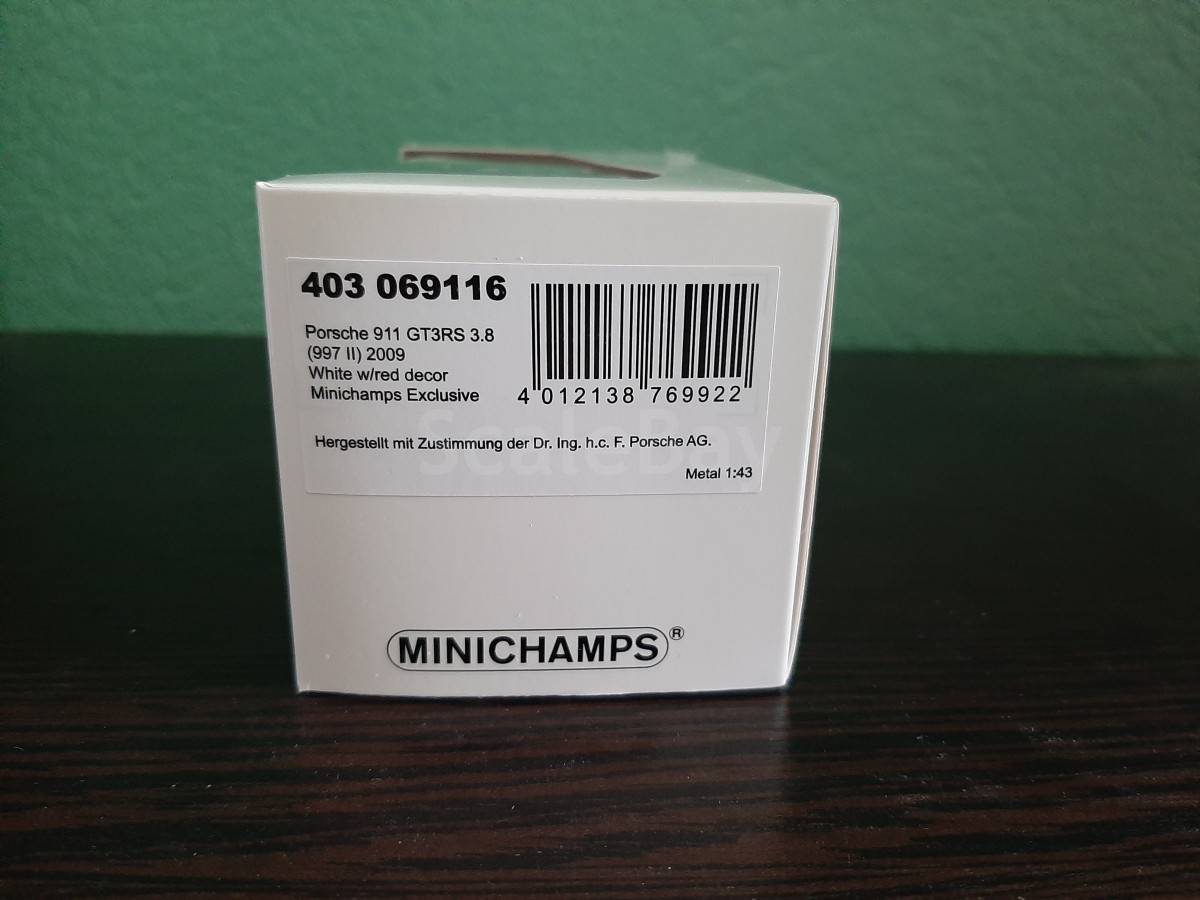 403 069116
Porsche 911 GT3RS 3.8
(997 II) 2009
White w/red decor
Minichamps Exclusive
4 012138 769922
Hergestellt mit Zustimmung der Dr. Ing. h.c. F. Porsche AG.
ScaleBay
Metal 1:43
MINICHAMPS®